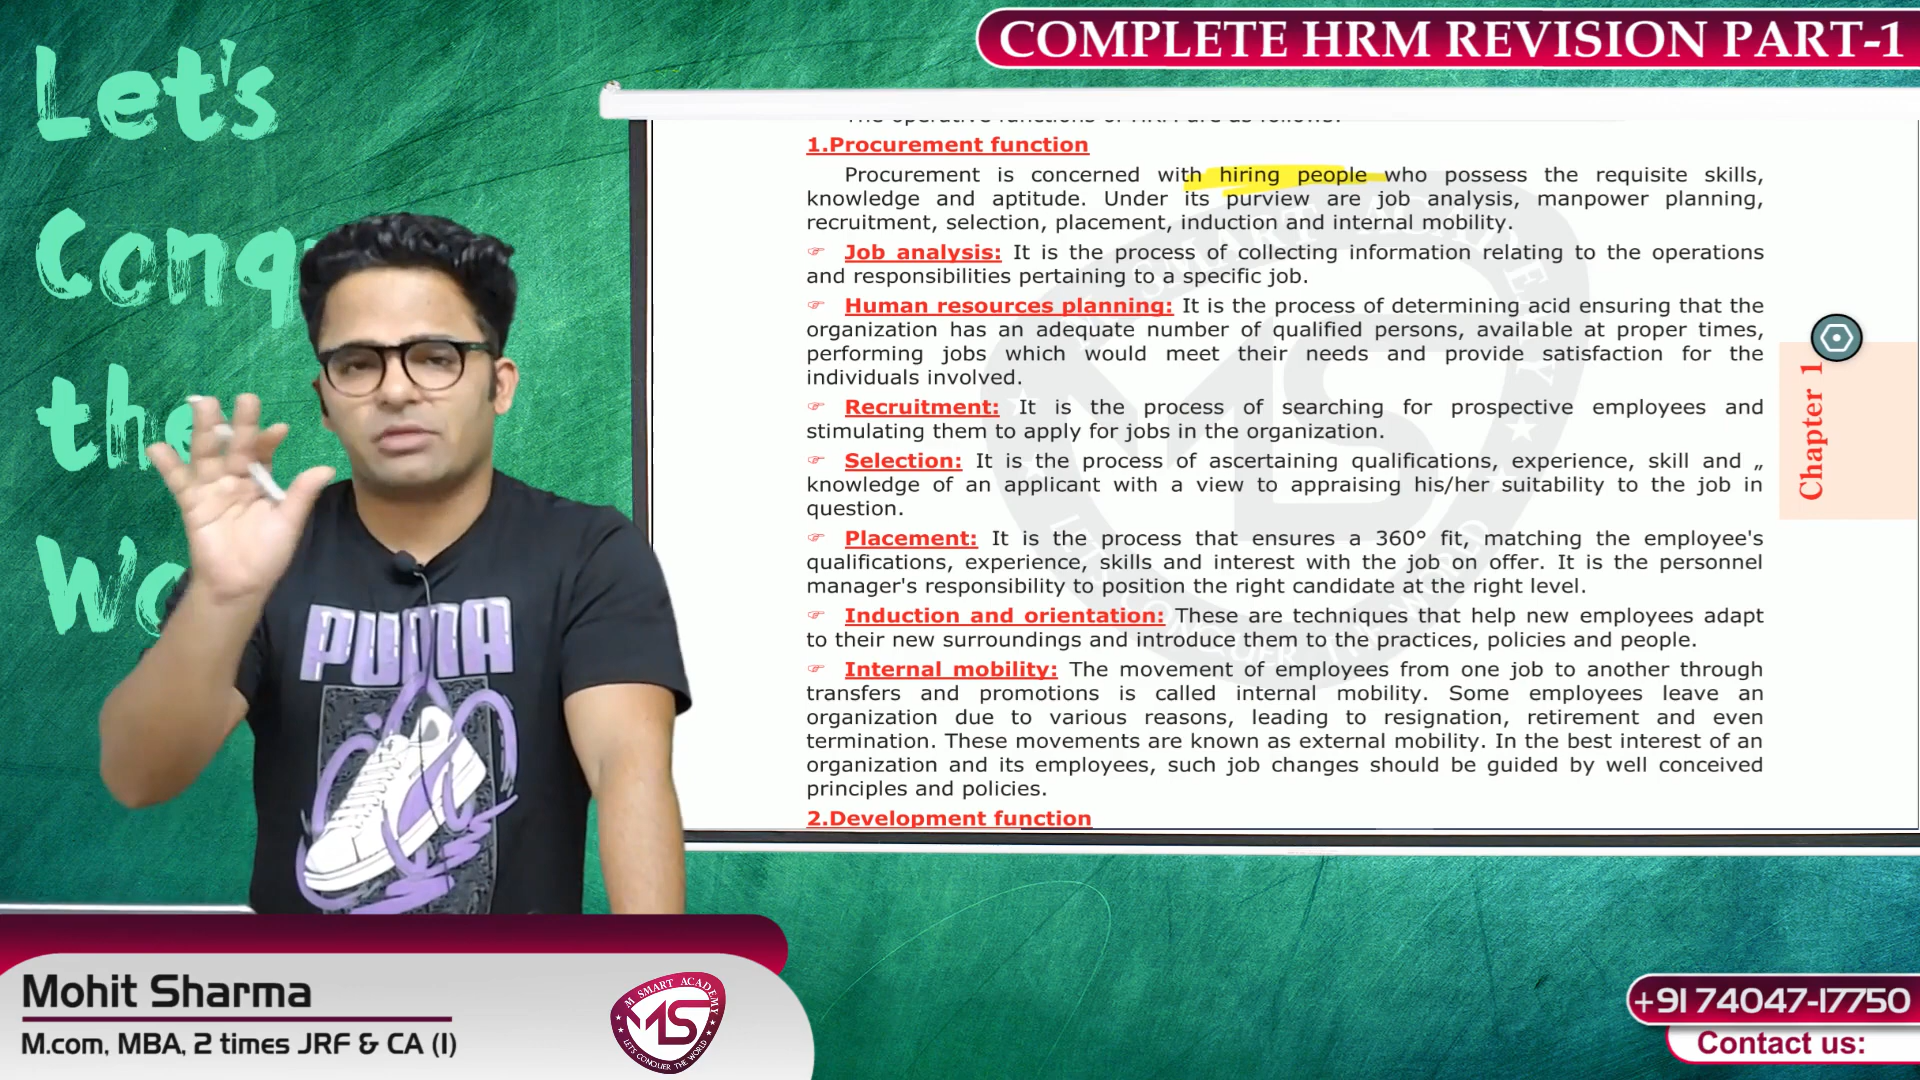 COMPLETE HRM REVISION PART-1
Let's
Conq
the
Wo
The operative functions of HRM are as follows:
1.Procurement function
Procurement is concerned with hiring people who possess the requisite skills,
knowledge and aptitude. Under its purview are job analysis, manpower planning,
recruitment, selection, placement, induction and internal mobility.
☞ Job analysis: It is the process of collecting information relating to the operations
and responsibilities pertaining to a specific job.
☞ Human resources planning: It is the process of determining acid ensuring that the
organization has an adequate number of qualified persons, available at proper times,
performing jobs which would meet their needs and provide satisfaction for the
individuals involved.
☞ Recruitment: It is the process of searching for prospective employees and
stimulating them to apply for jobs in the organization.
☞ Selection: It is the process of ascertaining qualifications, experience, skill and „
knowledge of an applicant with a view to appraising his/her suitability to the job in
question.
☞ Placement: It is the process that ensures a 360° fit, matching the employee's
qualifications, experience, skills and interest with the job on offer. It is the personnel
manager's responsibility to position the right candidate at the right level.
☞ Induction and orientation: These are techniques that help new employees adapt
to their new surroundings and introduce them to the practices, policies and people.
☞ Internal mobility: The movement of employees from one job to another through
transfers and promotions is called internal mobility. Some employees leave an
organization due to various reasons, leading to resignation, retirement and even
termination. These movements are known as external mobility. In the best interest of an
organization and its employees, such job changes should be guided by well conceived
principles and policies.
2.Development function
Chapter 1
PUMA
Mohit Sharma
M.com, MBA, 2 times JRF & CA (I)
M SMART ACADEMY
MS
LET'S CONQUER THE WORLD
+91 74047-17750
Contact us: